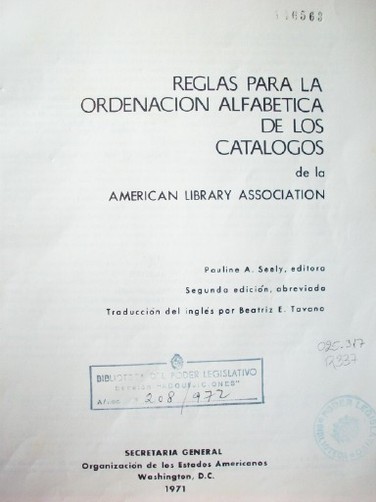 REGLAS PARA LA
ORDENACION ALFABETICA
DE LOS
CATALOGOS
de la
AMERICAN LIBRARY ASSOCIATION
Pauline A. Seely, editora
Segunda edición, abreviada
Traducción del inglés por Beatriz E. Tavano
BIBLIOTECA DEL PODER LEGISLATIVO
208/972
SECRETARIA GENERAL
Organización de los Estados Americanos
Washington, D.C.
1971